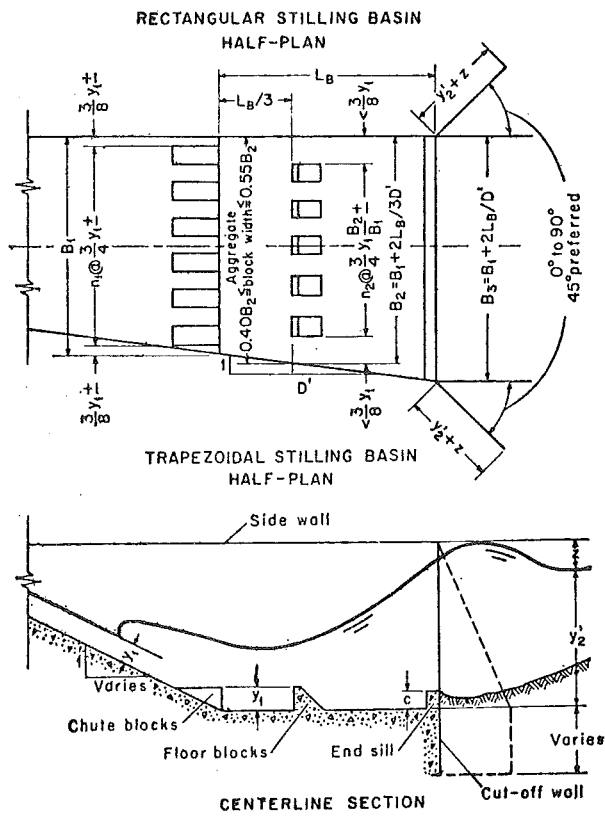 RECTANGULAR STILLING BASIN
HALF-PLAN
L_B
L_B/3
3/8 y₁±
<3/8 y₁
y₂'+z
B₁
n₁@3/4 y₁±
0.40B₂≤Aggregate block width≤0.55B₂
n₂@3/4 y₁ B₂/B₁±
B₂=B₁+2L_B/3D'
B₃=B₁+2L_B/D'
0° to 90°
45° preferred
1
D'
3/8 y₁±
<3/8 y₁
y₂'+z
TRAPEZOIDAL STILLING BASIN
HALF-PLAN
Side wall
z
y₁
1
Varies
y₁
c
y₂'
Chute blocks
Floor blocks
End sill
Varies
Cut-off wall
CENTERLINE SECTION